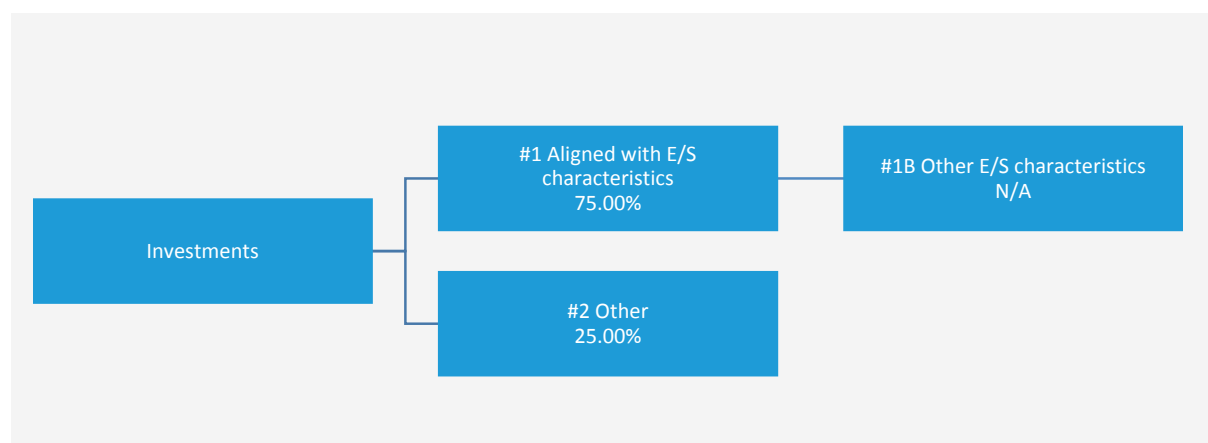 Investments
#1 Aligned with E/S
characteristics
75.00%
#1B Other E/S characteristics
N/A
#2 Other
25.00%